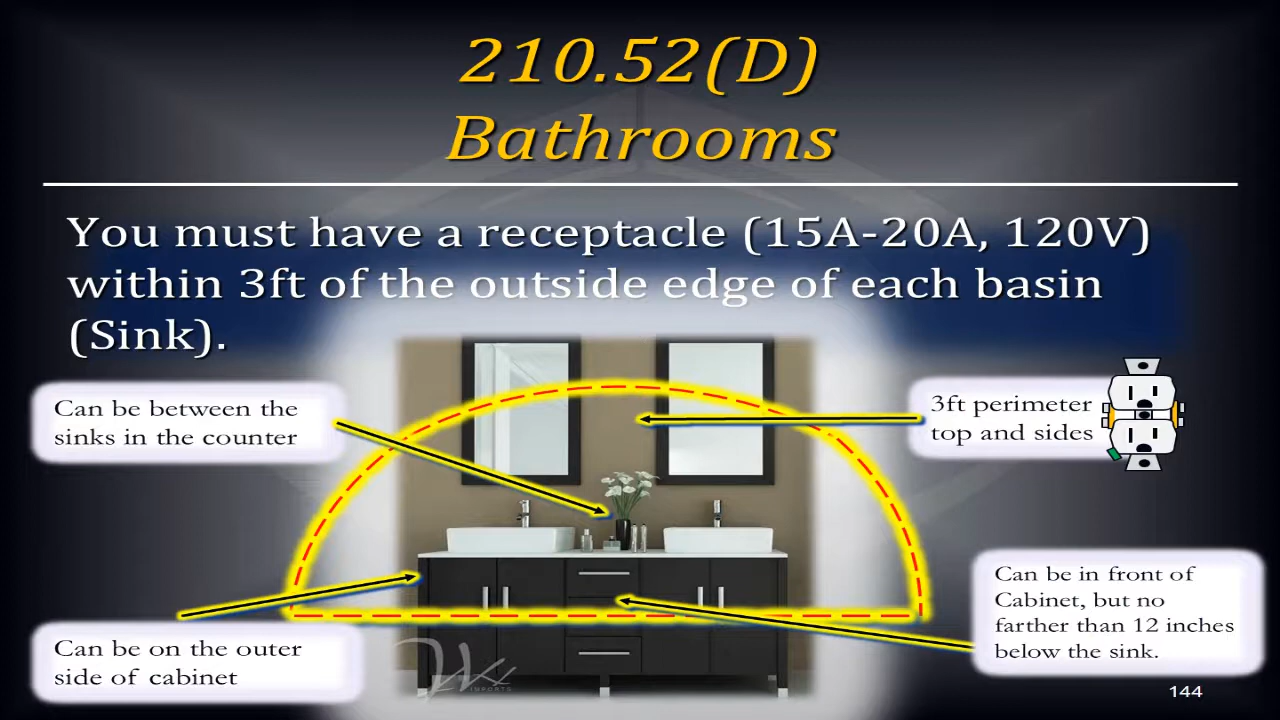 210.52(D)
Bathrooms
You must have a receptacle (15A-20A, 120V)
within 3ft of the outside edge of each basin
(Sink).
Can be between the
sinks in the counter
3ft perimeter
top and sides
Can be in front of
Cabinet, but no
farther than 12 inches
below the sink.
Can be on the outer
side of cabinet
IMPORTS
144